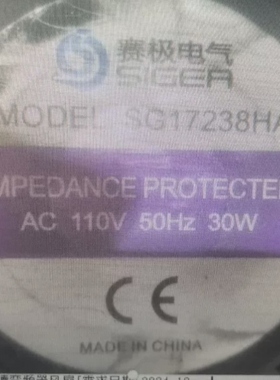 赛极电气
SIGER
MODEL SG17238HA
IMPEDANCE PROTECTED
AC 110V 50Hz 30W
CE
MADE IN CHINA